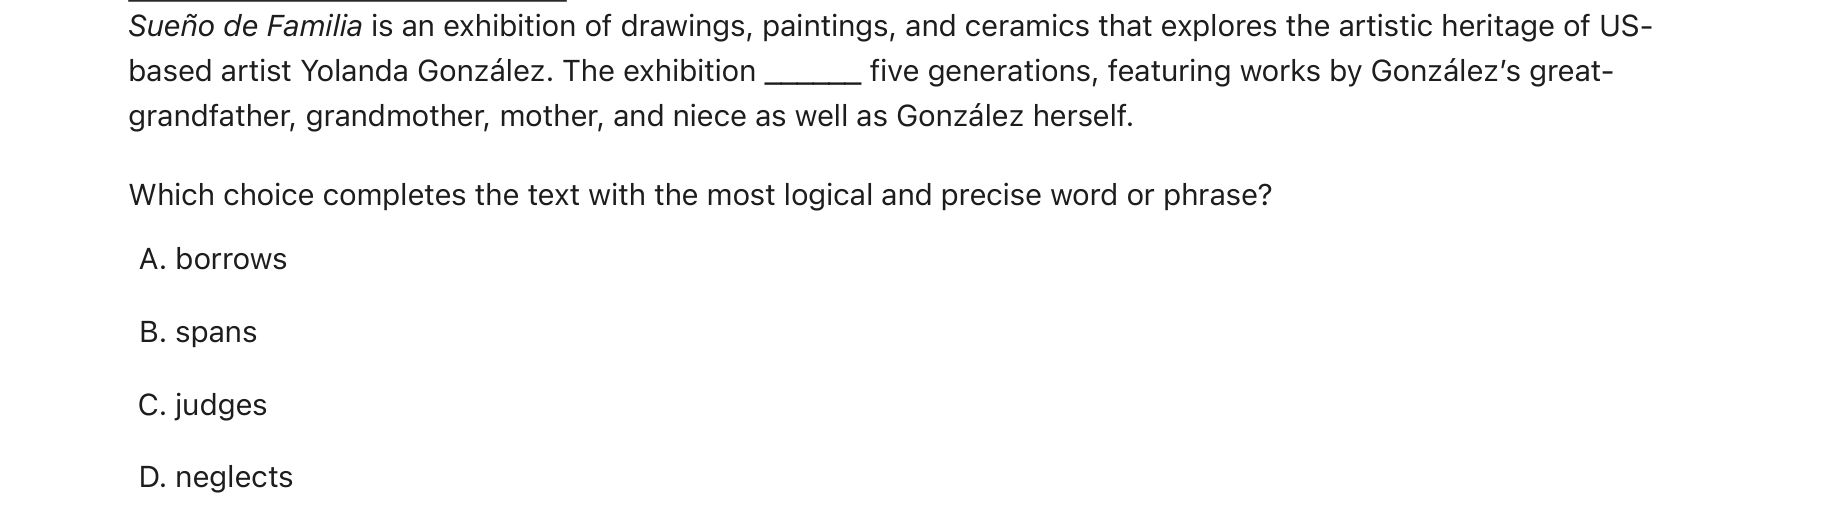 Sueño de Familia is an exhibition of drawings, paintings, and ceramics that explores the artistic heritage of US-
based artist Yolanda González. The exhibition ______ five generations, featuring works by González’s great-
grandfather, grandmother, mother, and niece as well as González herself.
Which choice completes the text with the most logical and precise word or phrase?
A. borrows
B. spans
C. judges
D. neglects